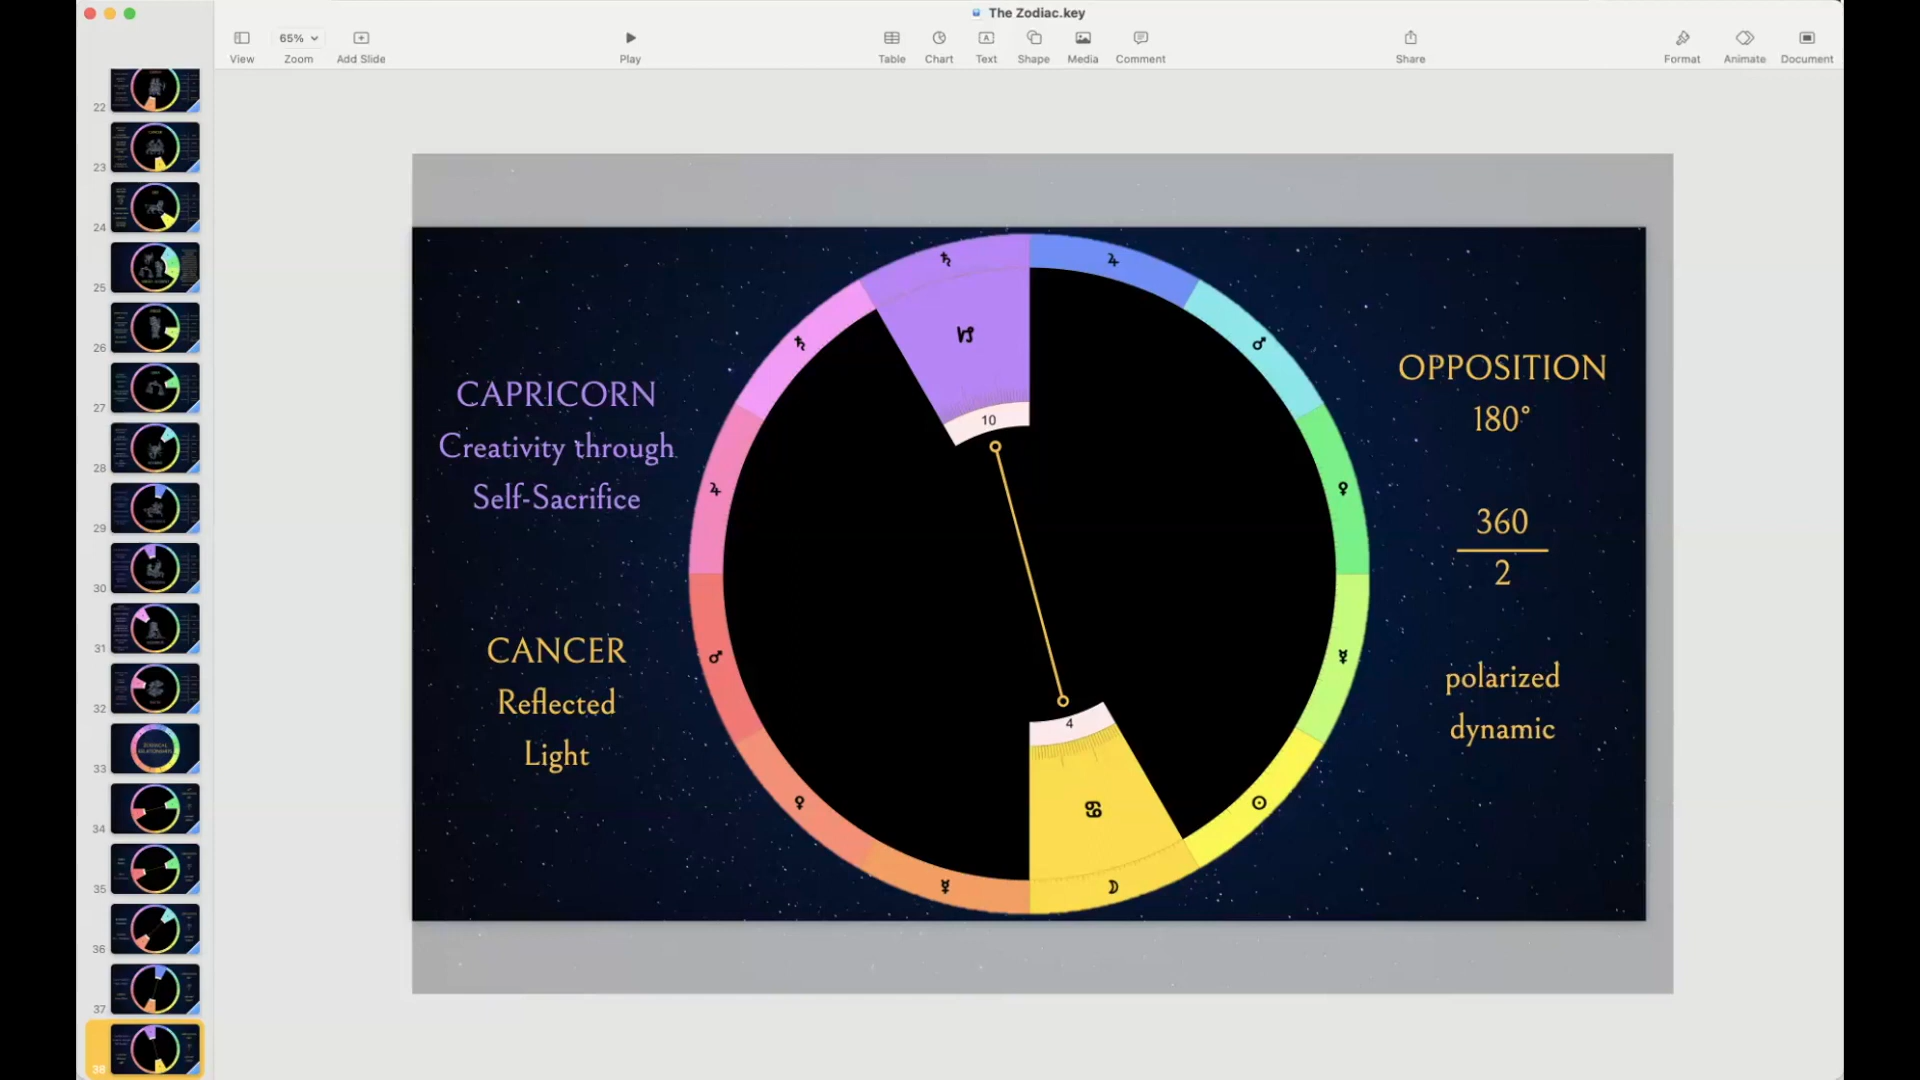 The Zodiac.key
65%
View
Zoom
Add Slide
Play
Table
Chart
Text
Shape
Media
Comment
Share
Format
Animate
Document
22
23
24
25
26
27
28
29
30
31
32
33
34
35
36
37
38
CAPRICORN
Creativity through
Self-Sacrifice
CANCER
Reflected
Light
♄
♃
♄
♂
♃
♀
♂
☿
♀
☉
☿
☽
♑
10
4
♋
OPPOSITION
180°
360
2
polarized
dynamic